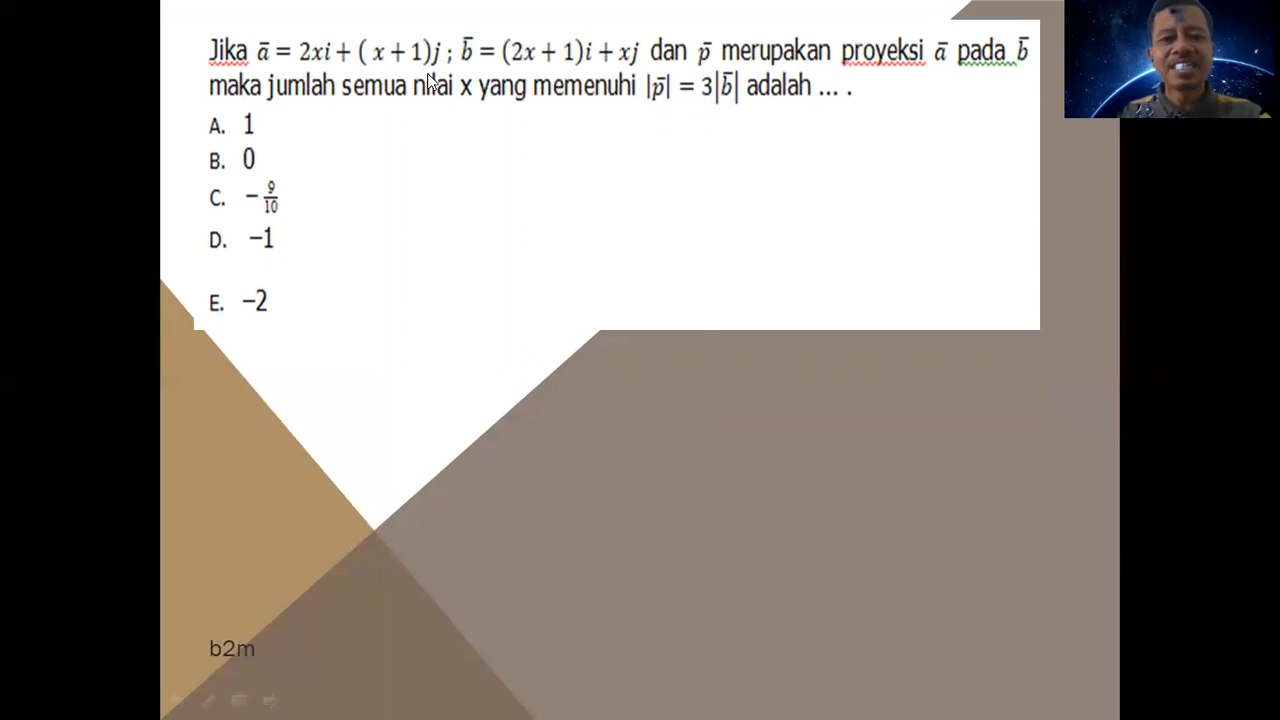 Jika ā = 2xi + ( x + 1)j ; b̄ = (2x + 1)i + xj dan p̄ merupakan proyeksi ā pada b̄
maka jumlah semua nilai x yang memenuhi |p̄| = 3|b̄| adalah ... .
A. 1
B. 0
C. −9/10
D. −1
E. −2
b2m